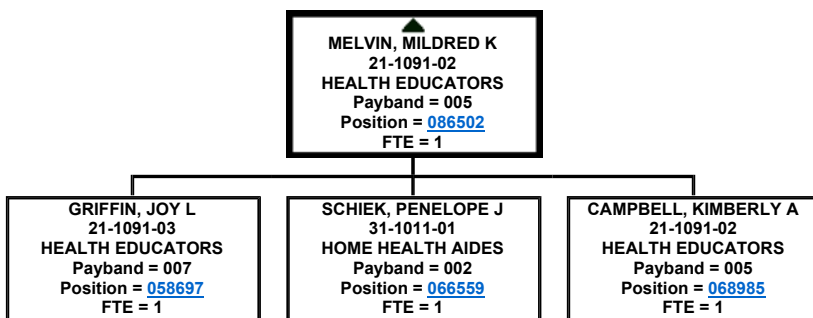 MELVIN, MILDRED K
21-1091-02
HEALTH EDUCATORS
Payband = 005
Position = 086502
FTE = 1
GRIFFIN, JOY L
21-1091-03
HEALTH EDUCATORS
Payband = 007
Position = 058697
FTE = 1
SCHIEK, PENELOPE J
31-1011-01
HOME HEALTH AIDES
Payband = 002
Position = 066559
FTE = 1
CAMPBELL, KIMBERLY A
21-1091-02
HEALTH EDUCATORS
Payband = 005
Position = 068985
FTE = 1